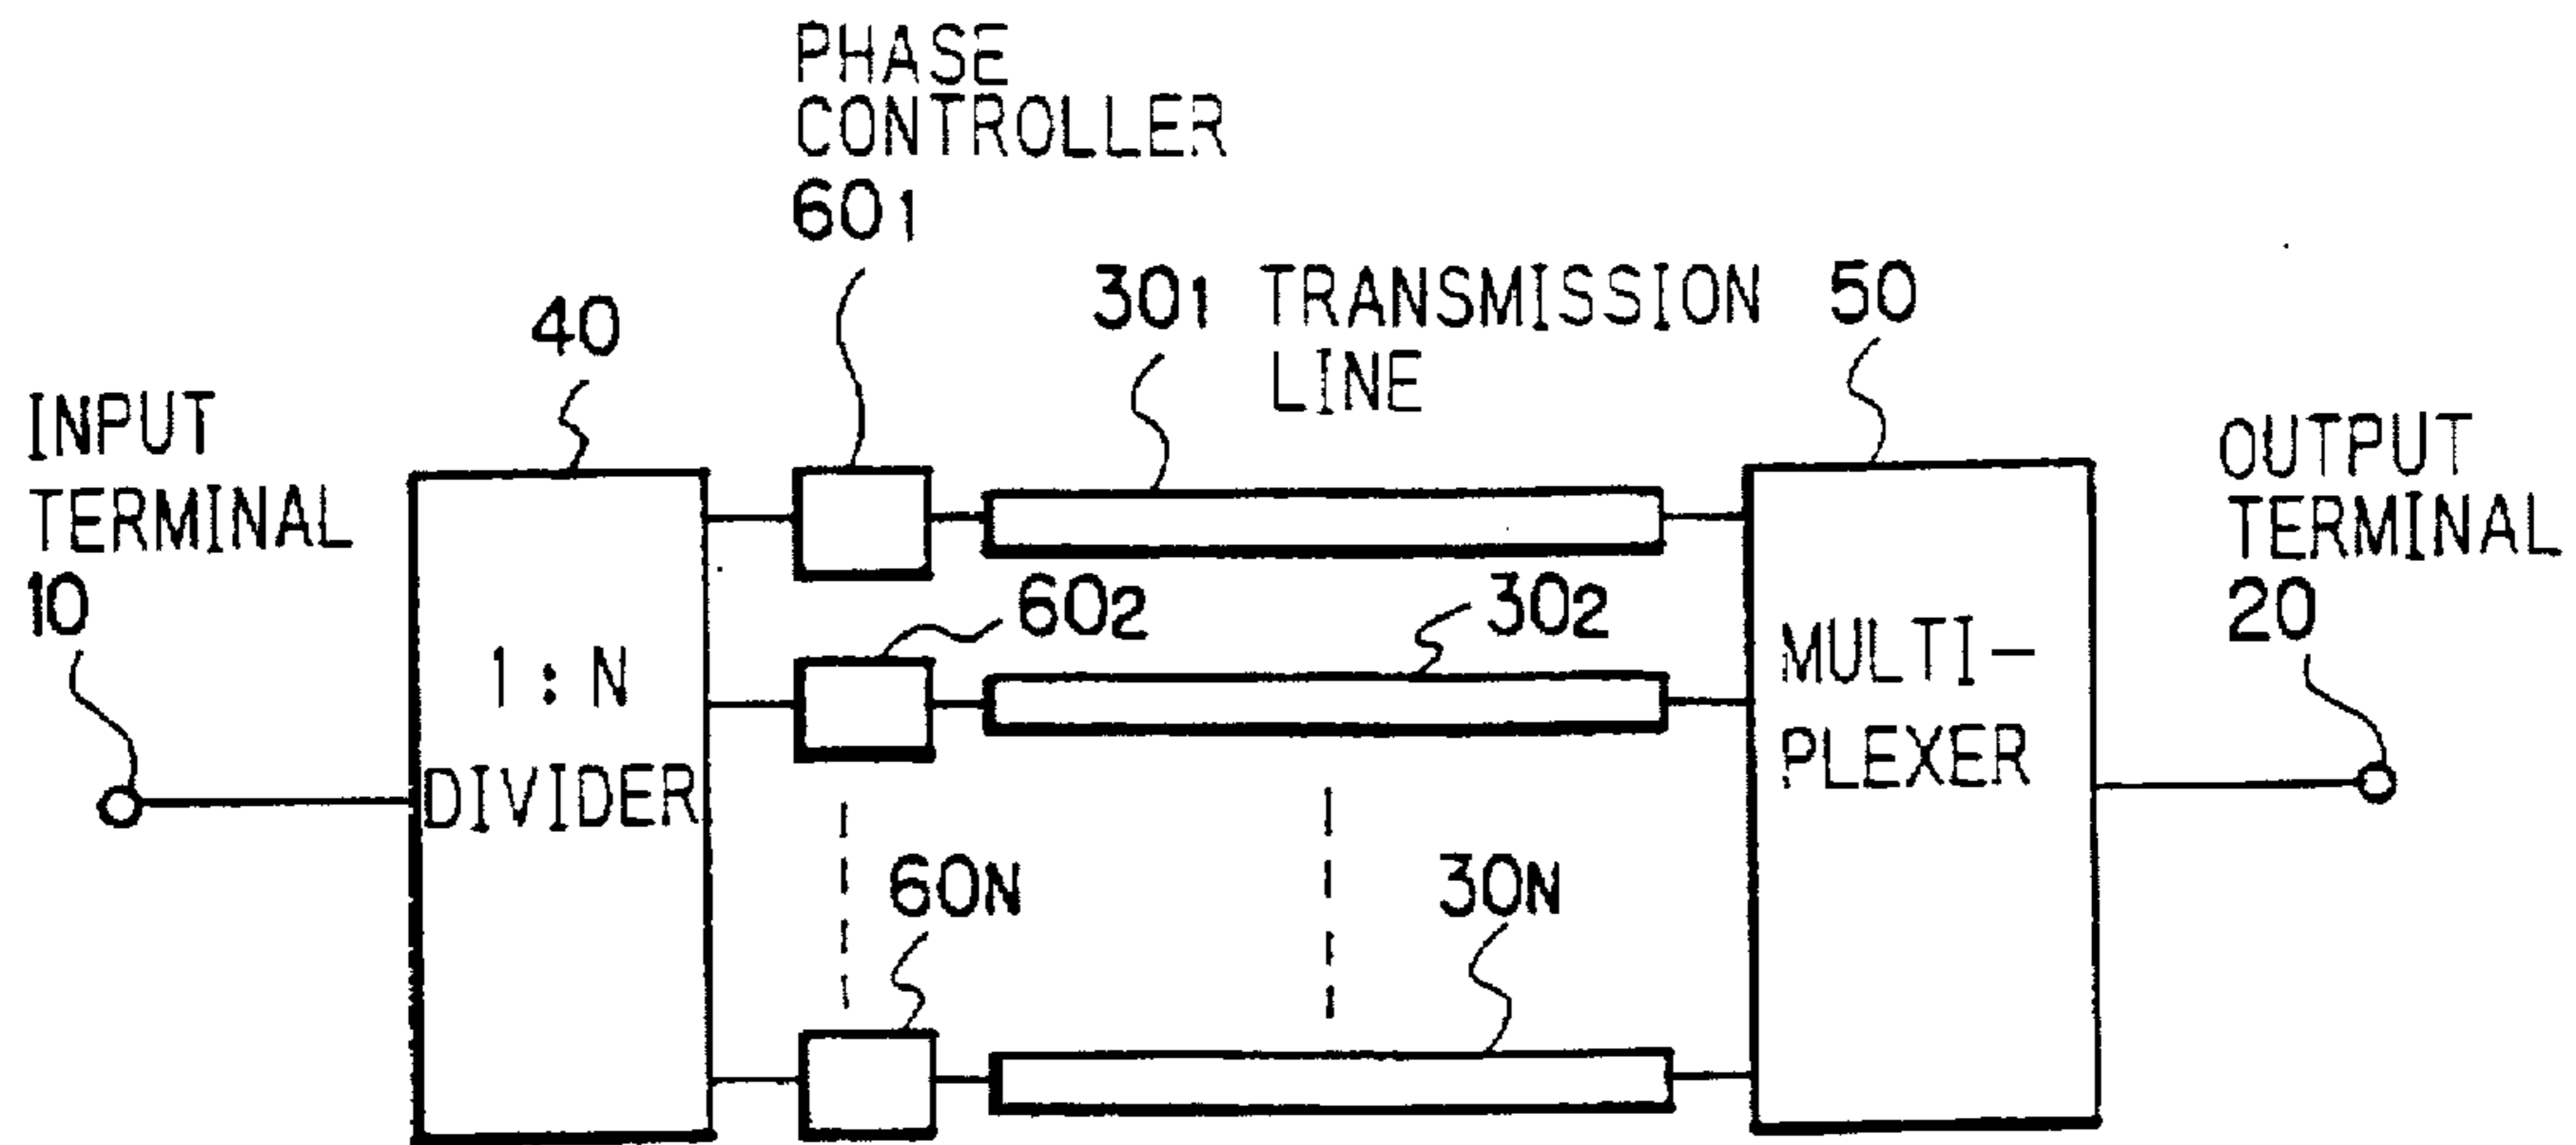 PHASE
CONTROLLER
601
301 TRANSMISSION
LINE
50
40
INPUT
TERMINAL
10
OUTPUT
TERMINAL
20
602
302
1 : N
DIVIDER
MULTI-
PLEXER
60N
30N